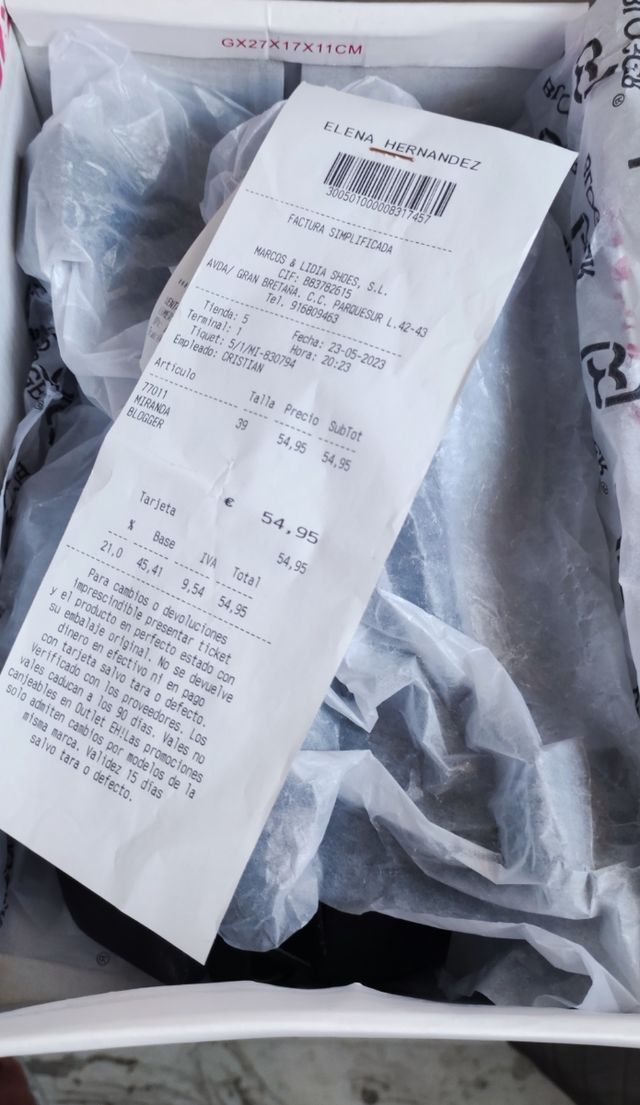 GX27X17X11CM
ELENA HERNANDEZ
300501000008317457
FACTURA SIMPLIFICADA
MARCOS & LIDIA SHOES, S.L.
CIF: B83782615
AVDA/ GRAN BRETAÑA. C.C. PARQUESUR L.42-43
Tel. 916809463
Tienda: 5 Fecha: 23-05-2023
Terminal: 1 Hora: 20:23
Tiquet: 5/1/MI-830794
Empleado: CRISTIAN
Artículo Talla Precio SubTot
77011 39 54,95 54,95
MIRANDA
BLOGGER
€ 54,95
Tarjeta 54,95
% Base IVA Total
21,0 45,41 9,54 54,95
Para cambios o devoluciones
imprescindible presentar ticket
y el producto en perfecto estado con
su embalaje original. No se devuelve
dinero en efectivo ni en pago
con tarjeta salvo tara o defecto.
Verificado con los proveedores. Los
vales caducan a los 90 días. Vales no
canjeables en Outlet EH!Las promociones
solo admiten cambios por modelos de la
misma marca. Validez 15 días
salvo tara o defecto.